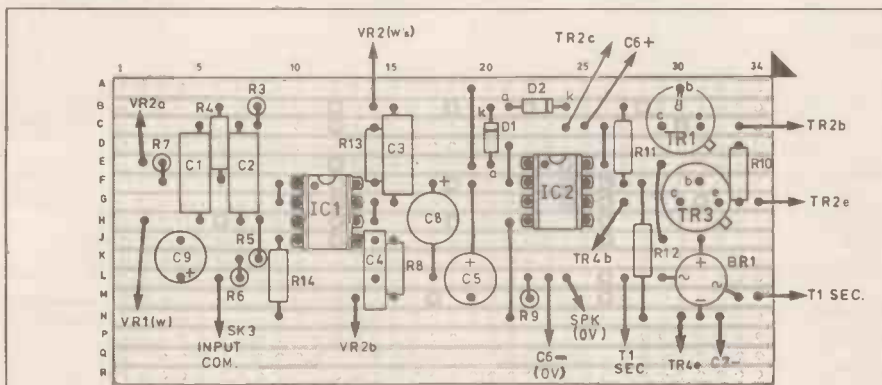 VR2(w's)
TR2c
C6+
1 5 10 15 20 25 30 34
A
B
C
D
E
F
G
H
J
K
L
M
N
P
Q
R
VR2a
R3
R4
R7
C1
C2
R13
C3
IC1
R5
C9
+
R6
R14
C4
R8
C8
+
C5
+
k
D1
a
a
D2
k
IC2
R11
b
c
TR1
R10
b
c
TR3
R12
BR1
+
~
~
−
R9
TR4b
TR2b
TR2e
T1 SEC.
VR1(w)
SK3
INPUT
COM.
VR2b
C6−
(0V)
SPK
(0V)
T1
SEC
TR4e